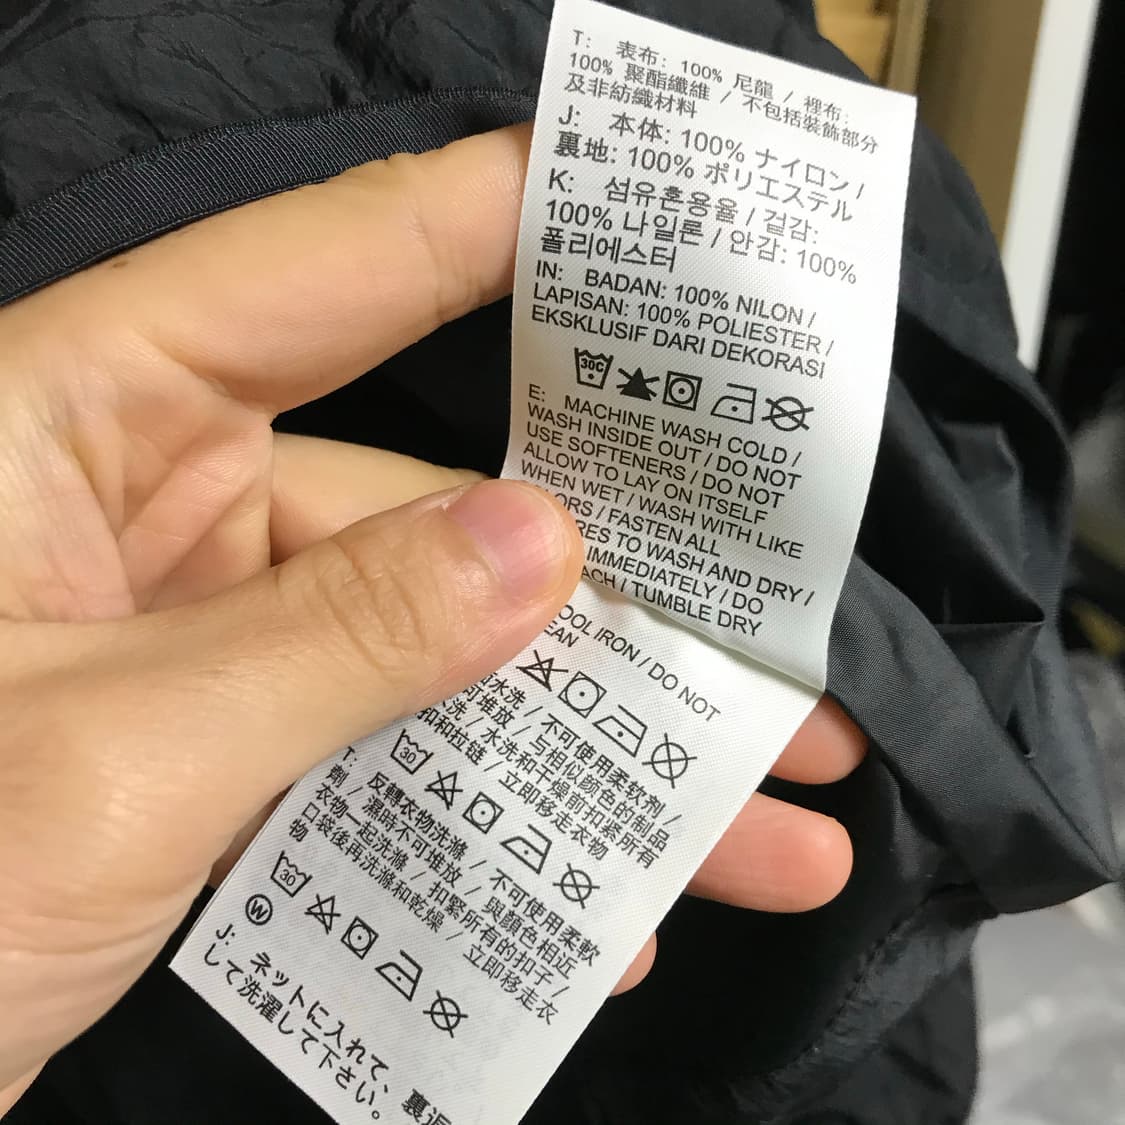 T: 表布: 100% 尼龍 / 裡布:
100% 聚酯纖維 / 不包括裝飾部分
及非紡織材料
J: 本体: 100% ナイロン /
裏地: 100% ポリエステル
K: 섬유혼용율 / 겉감:
100% 나일론 / 안감: 100%
폴리에스터
IN: BADAN: 100% NILON /
LAPISAN: 100% POLIESTER /
EKSKLUSIF DARI DEKORASI
30C
E: MACHINE WASH COLD /
WASH INSIDE OUT / DO NOT
USE SOFTENERS / DO NOT
ALLOW TO LAY ON ITSELF
WHEN WET / WASH WITH LIKE
ORS / FASTEN ALL
RES TO WASH AND DRY /
IMMEDIATELY / DO
ACH / TUMBLE DRY
OOL IRON / DO NOT
EAN
水洗 / 不可使用柔软剂 /
可堆放 / 与相似颜色的制品
水洗 / 水洗和干燥前扣紧所有
扣和拉链 / 立即移走衣物
30
T: 反轉衣物洗滌 / 不可使用柔軟
劑 / 濕時不可堆放 / 與顏色相近
衣物一起洗滌 / 扣緊所有的扣子 /
口袋後再洗滌和乾燥 / 立即移走衣
物
30
W
J: ネットに入れて、裏返
して洗濯して下さい。